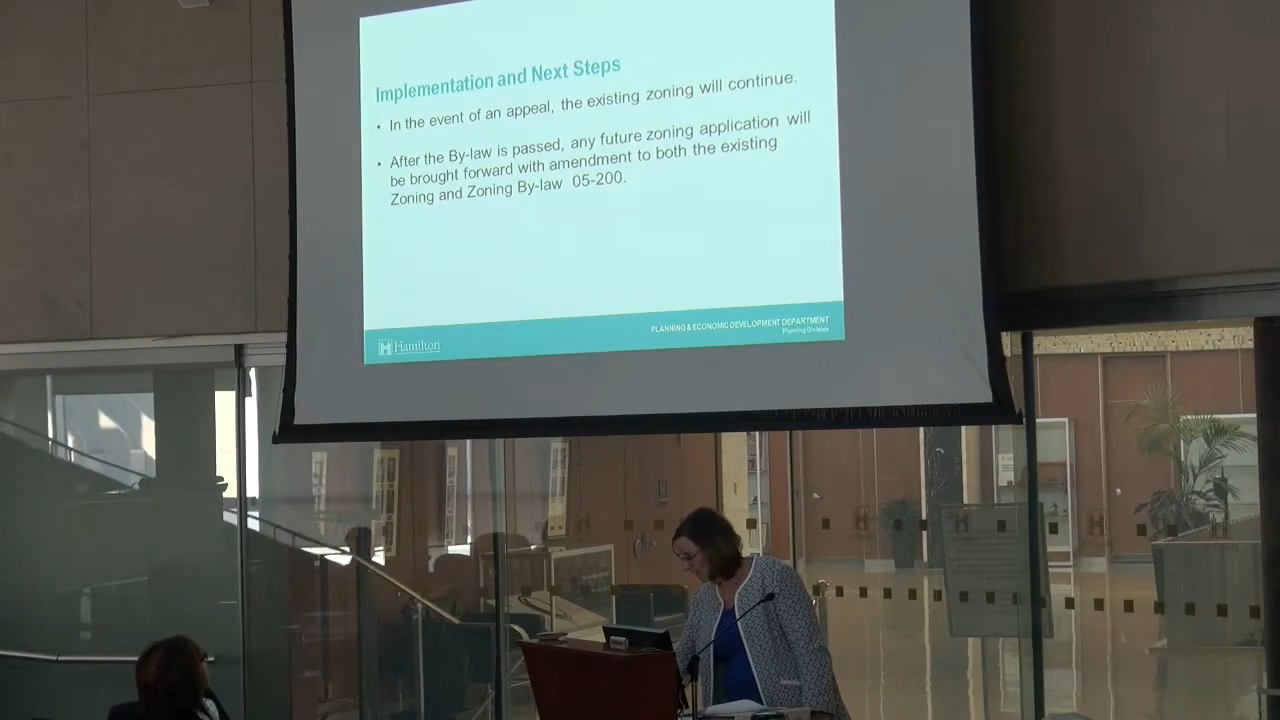 Implementation and Next Steps
• In the event of an appeal, the existing zoning will continue.
• After the By-law is passed, any future zoning application will
be brought forward with amendment to both the existing
Zoning and Zoning By-law 05-200.
PLANNING & ECONOMIC DEVELOPMENT DEPARTMENT
Planning Division
Hamilton